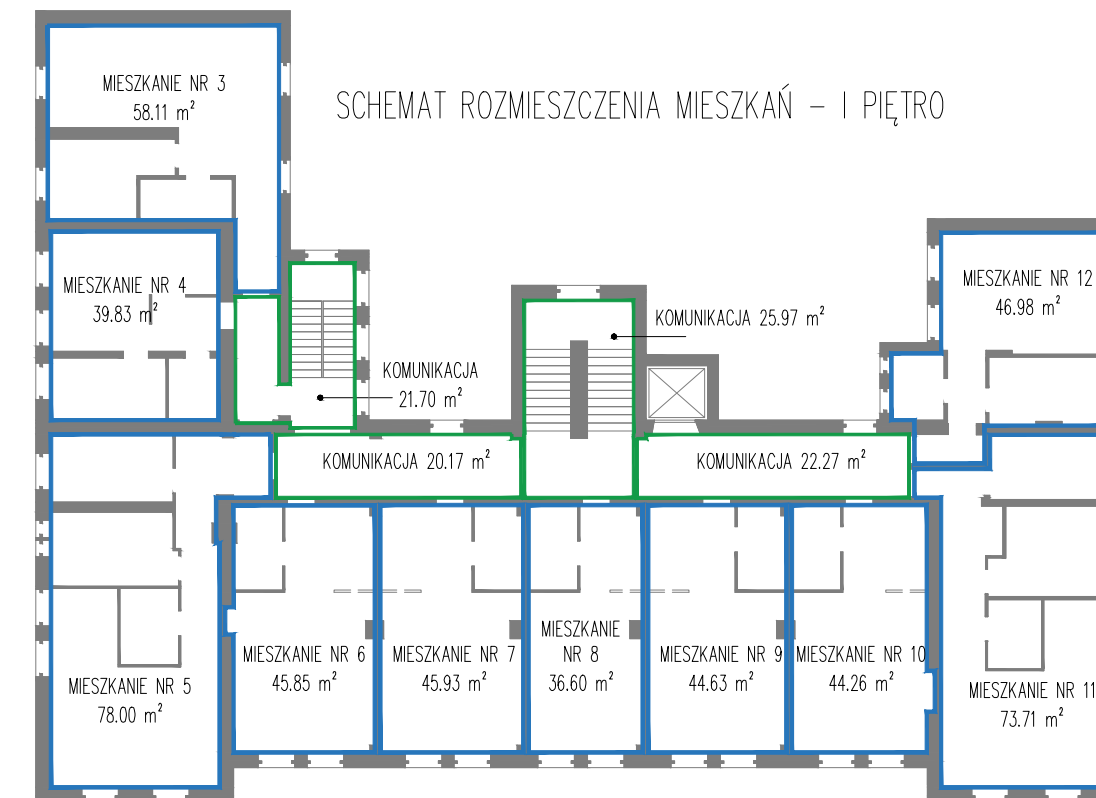 SCHEMAT ROZMIESZCZENIA MIESZKAŃ – I PIĘTRO
MIESZKANIE NR 3
58.11 m²
MIESZKANIE NR 4
39.83 m²
MIESZKANIE NR 12
46.98 m²
KOMUNIKACJA 25.97 m²
KOMUNIKACJA
21.70 m²
KOMUNIKACJA 20.17 m²
KOMUNIKACJA 22.27 m²
MIESZKANIE NR 5
78.00 m²
MIESZKANIE NR 6
45.85 m²
MIESZKANIE NR 7
45.93 m²
MIESZKANIE
NR 8
36.60 m²
MIESZKANIE NR 9
44.63 m²
MIESZKANIE NR 10
44.26 m²
MIESZKANIE NR 11
73.71 m²